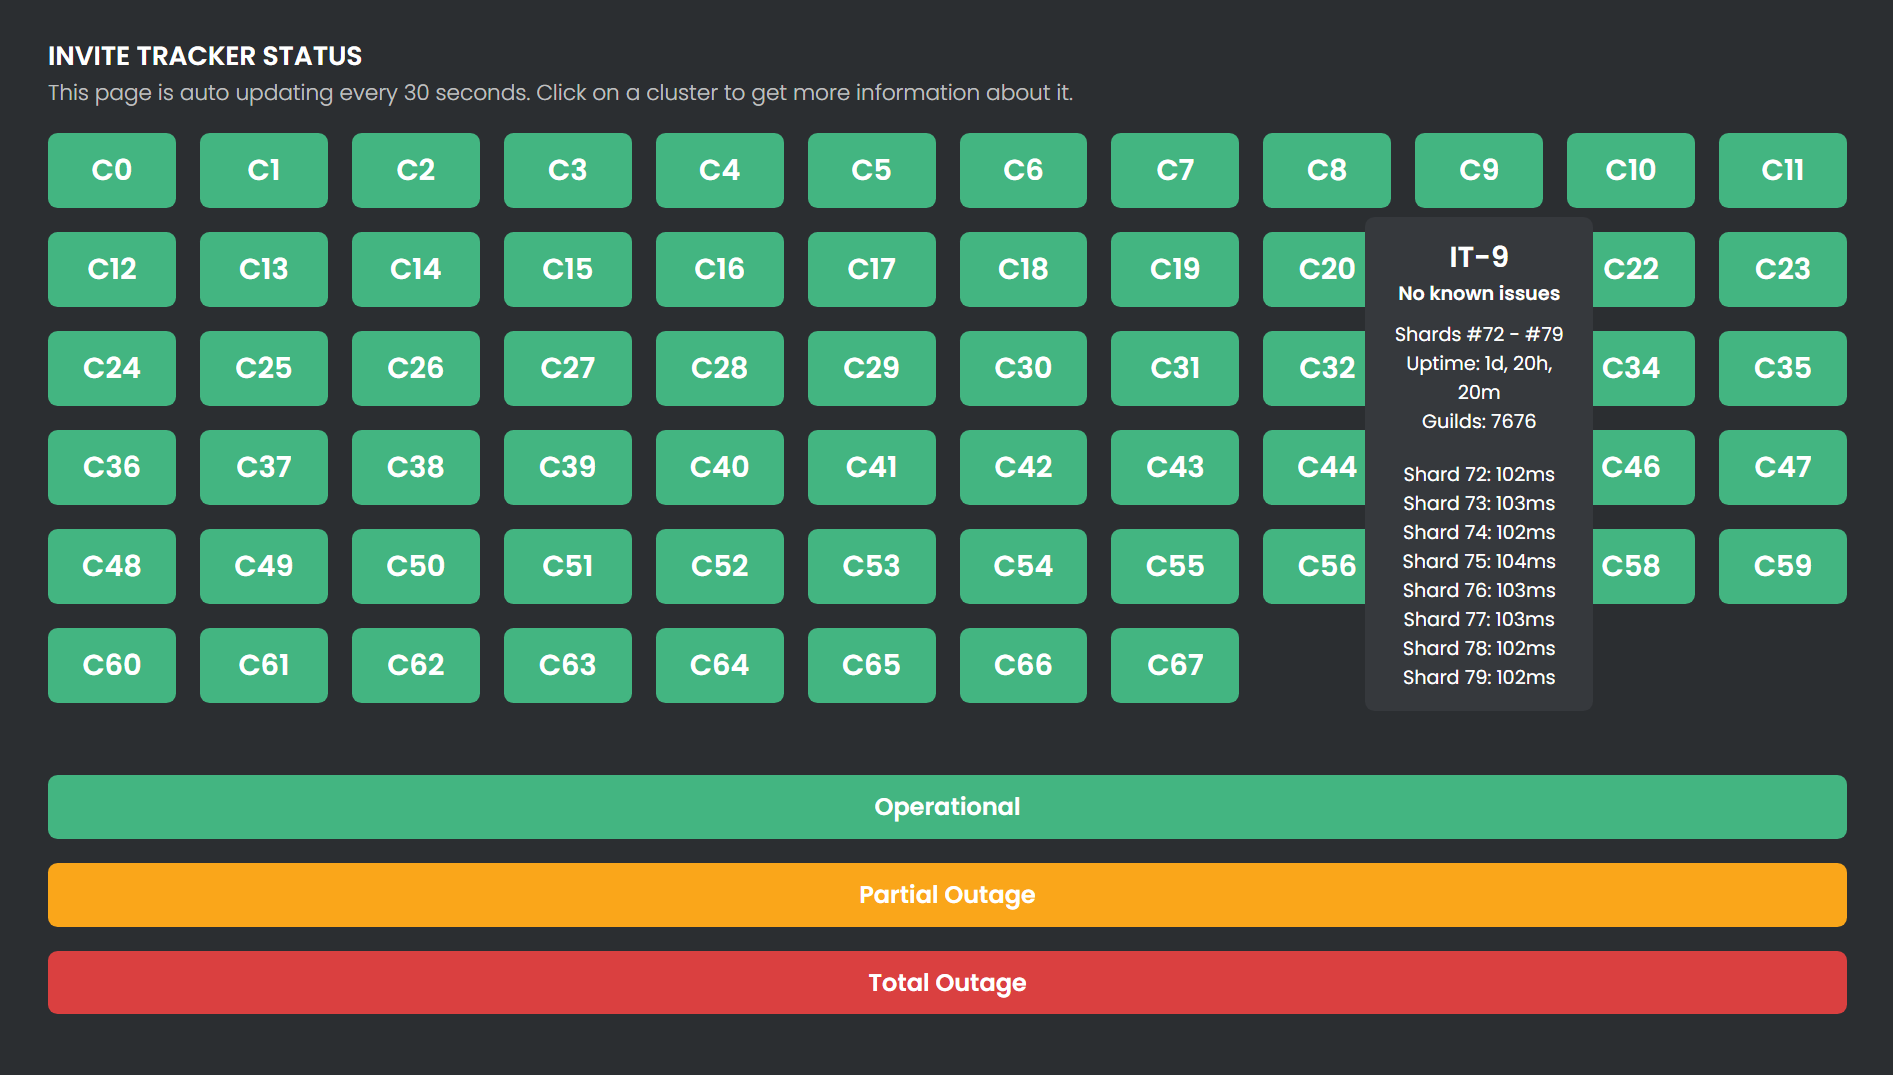 INVITE TRACKER STATUS
This page is auto updating every 30 seconds. Click on a cluster to get more information about it.
C0 C1 C2 C3 C4 C5 C6 C7 C8 C9 C10 C11
C12 C13 C14 C15 C16 C17 C18 C19 C20 C22 C23
C24 C25 C26 C27 C28 C29 C30 C31 C32 C34 C35
C36 C37 C38 C39 C40 C41 C42 C43 C44 C46 C47
C48 C49 C50 C51 C52 C53 C54 C55 C56 C58 C59
C60 C61 C62 C63 C64 C65 C66 C67
IT-9
No known issues
Shards #72 - #79
Uptime: 1d, 20h,
20m
Guilds: 7676
Shard 72: 102ms
Shard 73: 103ms
Shard 74: 102ms
Shard 75: 104ms
Shard 76: 103ms
Shard 77: 103ms
Shard 78: 102ms
Shard 79: 102ms
Operational
Partial Outage
Total Outage